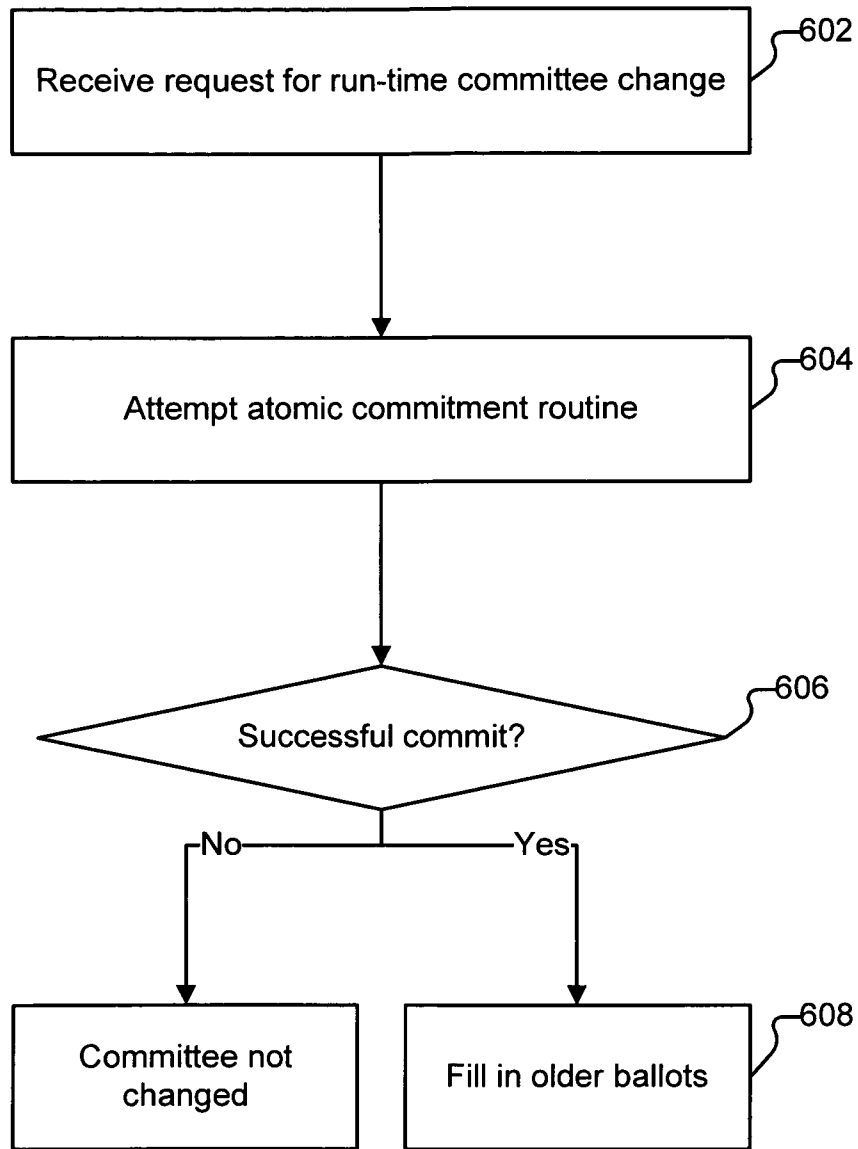 602
Receive request for run-time committee change
604
Attempt atomic commitment routine
606
Successful commit?
No
Yes
608
Committee not
changed
Fill in older ballots